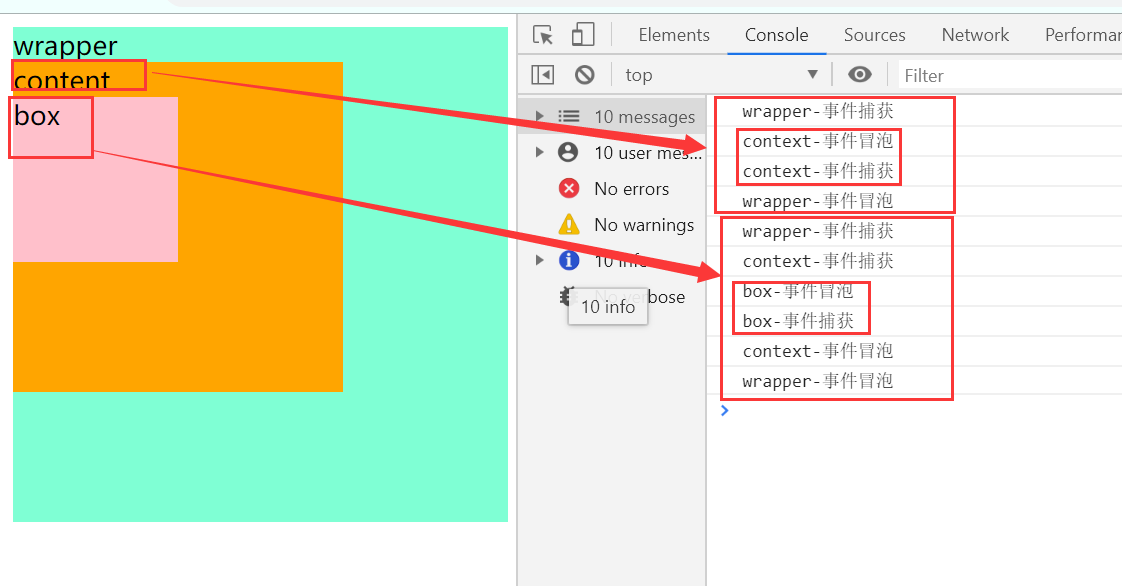 wrapper
content
box
Elements
Console
Sources
Network
Performan
top
Filter
10 messages
10 user mes...
No errors
No warnings
10 info
verbose
10 info
wrapper-事件捕获
context-事件冒泡
context-事件捕获
wrapper-事件冒泡
wrapper-事件捕获
context-事件捕获
box-事件冒泡
box-事件捕获
context-事件冒泡
wrapper-事件冒泡